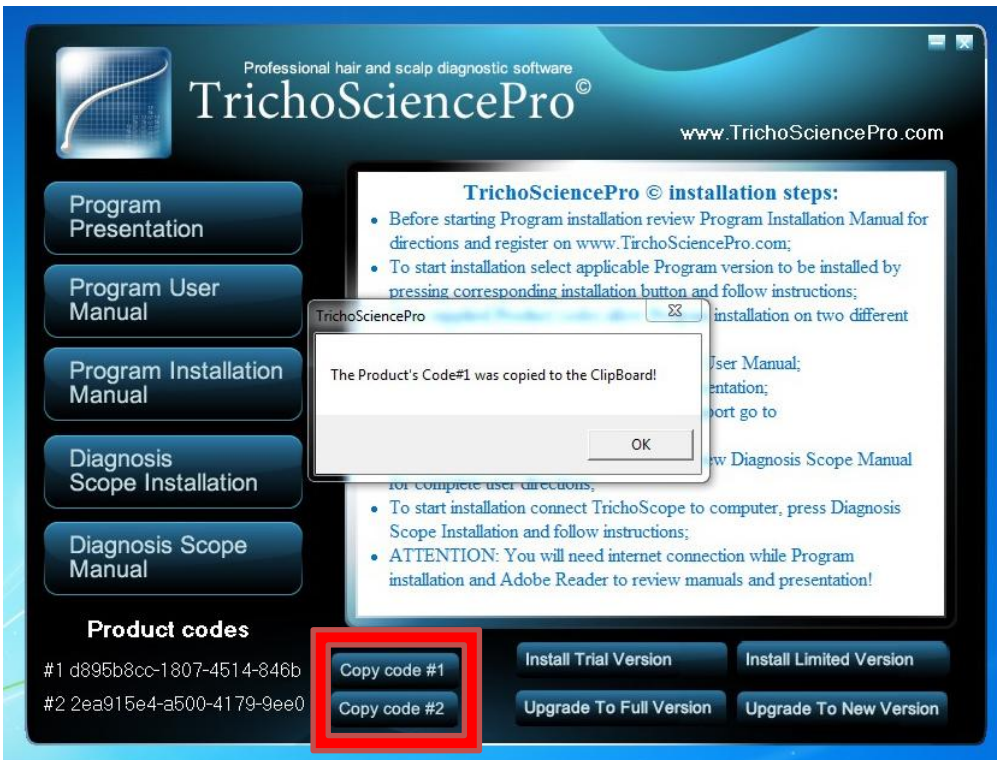 Professional hair and scalp diagnostic software
TrichoSciencePro©
www.TrichoSciencePro.com
Program
Presentation
Program User
Manual
Program Installation
Manual
Diagnosis
Scope Installation
Diagnosis Scope
Manual
TrichoSciencePro © installation steps:
• Before starting Program installation review Program Installation Manual for
directions and register on www.TirchoSciencePro.com;
• To start installation select applicable Program version to be installed by
pressing corresponding installation button and follow instructions;
installation on two different
User Manual;
go to
Diagnosis Scope Manual
for complete user directions;
• To start installation connect TrichoScope to computer, press Diagnosis
Scope Installation and follow instructions;
• ATTENTION: You will need internet connection while Program
installation and Adobe Reader to review manuals and presentation!
TrichoSciencePro
The Product's Code#1 was copied to the ClipBoard!
OK
Product codes
#1 d895b8cc-1807-4514-846b
#2 2ea915e4-a500-4179-9ee0
Copy code #1
Copy code #2
Install Trial Version
Install Limited Version
Upgrade To Full Version
Upgrade To New Version